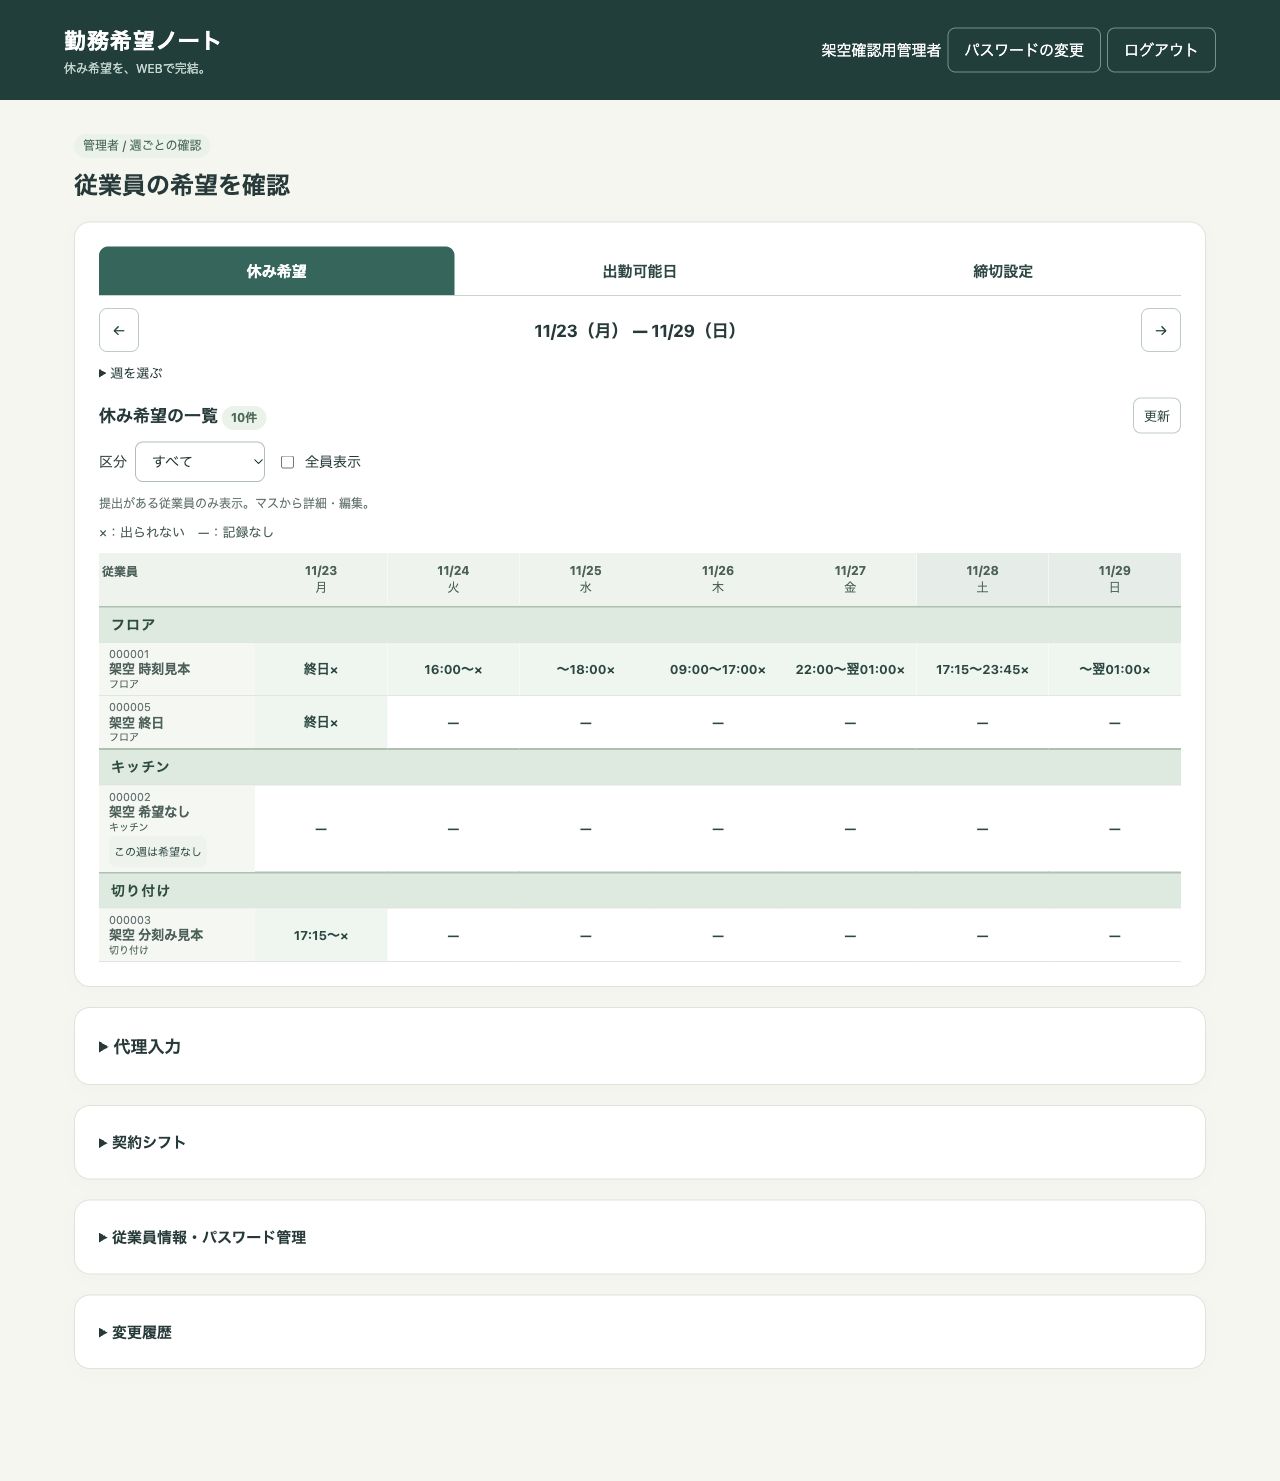 勤務希望ノート
休み希望を、WEBで完結。
架空確認用管理者 パスワードの変更 ログアウト
管理者 / 週ごとの確認
従業員の希望を確認
休み希望 出勤可能日 締切設定
← 11/23（月） — 11/29（日） →
▶ 週を選ぶ
休み希望の一覧 10件 更新
区分 すべて 全員表示
提出がある従業員のみ表示。マスから詳細・編集。
×：出られない —：記録なし
従業員 11/23 11/24 11/25 11/26 11/27 11/28 11/29
月 火 水 木 金 土 日
フロア
000001
架空 時刻見本 終日× 16:00〜× 〜18:00× 09:00〜17:00× 22:00〜翌01:00× 17:15〜23:45× 〜翌01:00×
フロア
000005
架空 終日 終日× — — — — — —
フロア
キッチン
000002
架空 希望なし — — — — — — —
キッチン
この週は希望なし
切り付け
000003
架空 分刻み見本 17:15〜× — — — — — —
切り付け
▶ 代理入力
▶ 契約シフト
▶ 従業員情報・パスワード管理
▶ 変更履歴